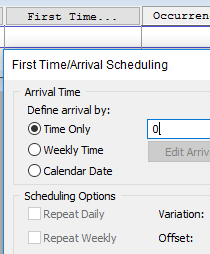 First Time... Occurren
First Time/Arrival Scheduling
Arrival Time
Define arrival by:
Time Only 0
Weekly Time Edit Arriv
Calendar Date
Scheduling Options
Repeat Daily Variation:
Repeat Weekly Offset: